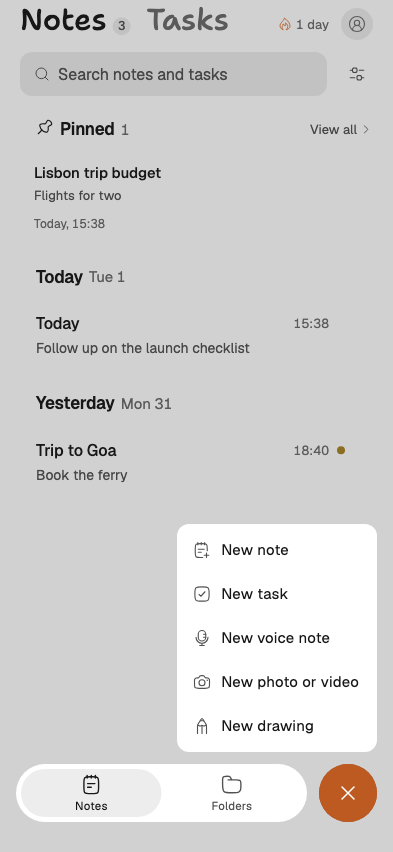 Notes 3 Tasks 1 day
Search notes and tasks
Pinned 1 View all
Lisbon trip budget
Flights for two
Today, 15:38
Today Tue 1
Today 15:38
Follow up on the launch checklist
Yesterday Mon 31
Trip to Goa 18:40
Book the ferry
New note
New task
New voice note
New photo or video
New drawing
Notes Folders